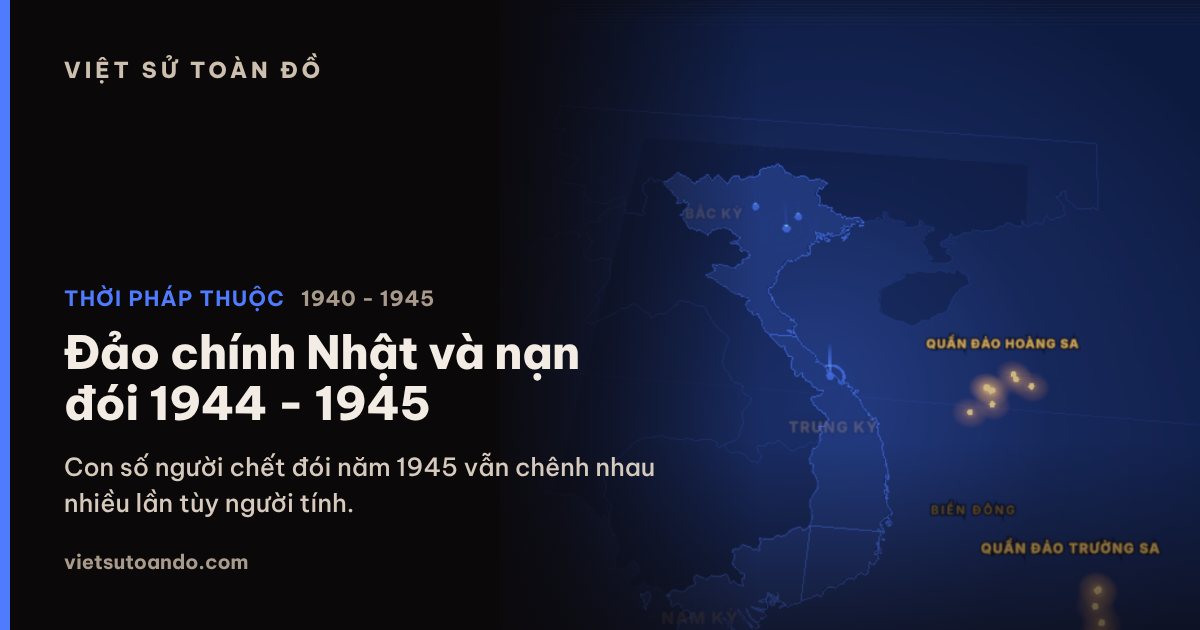 VIỆT SỬ TOÀN ĐỒ
THỜI PHÁP THUỘC 1940 - 1945
Đảo chính Nhật và nạn
đói 1944 - 1945
Con số người chết đói năm 1945 vẫn chênh nhau
nhiều lần tùy người tính.
vietsutoando.com
BẮC KỲ
QUẦN ĐẢO HOÀNG SA
TRUNG KỲ
BIỂN ĐÔNG
QUẦN ĐẢO TRƯỜNG SA
NAM KỲ